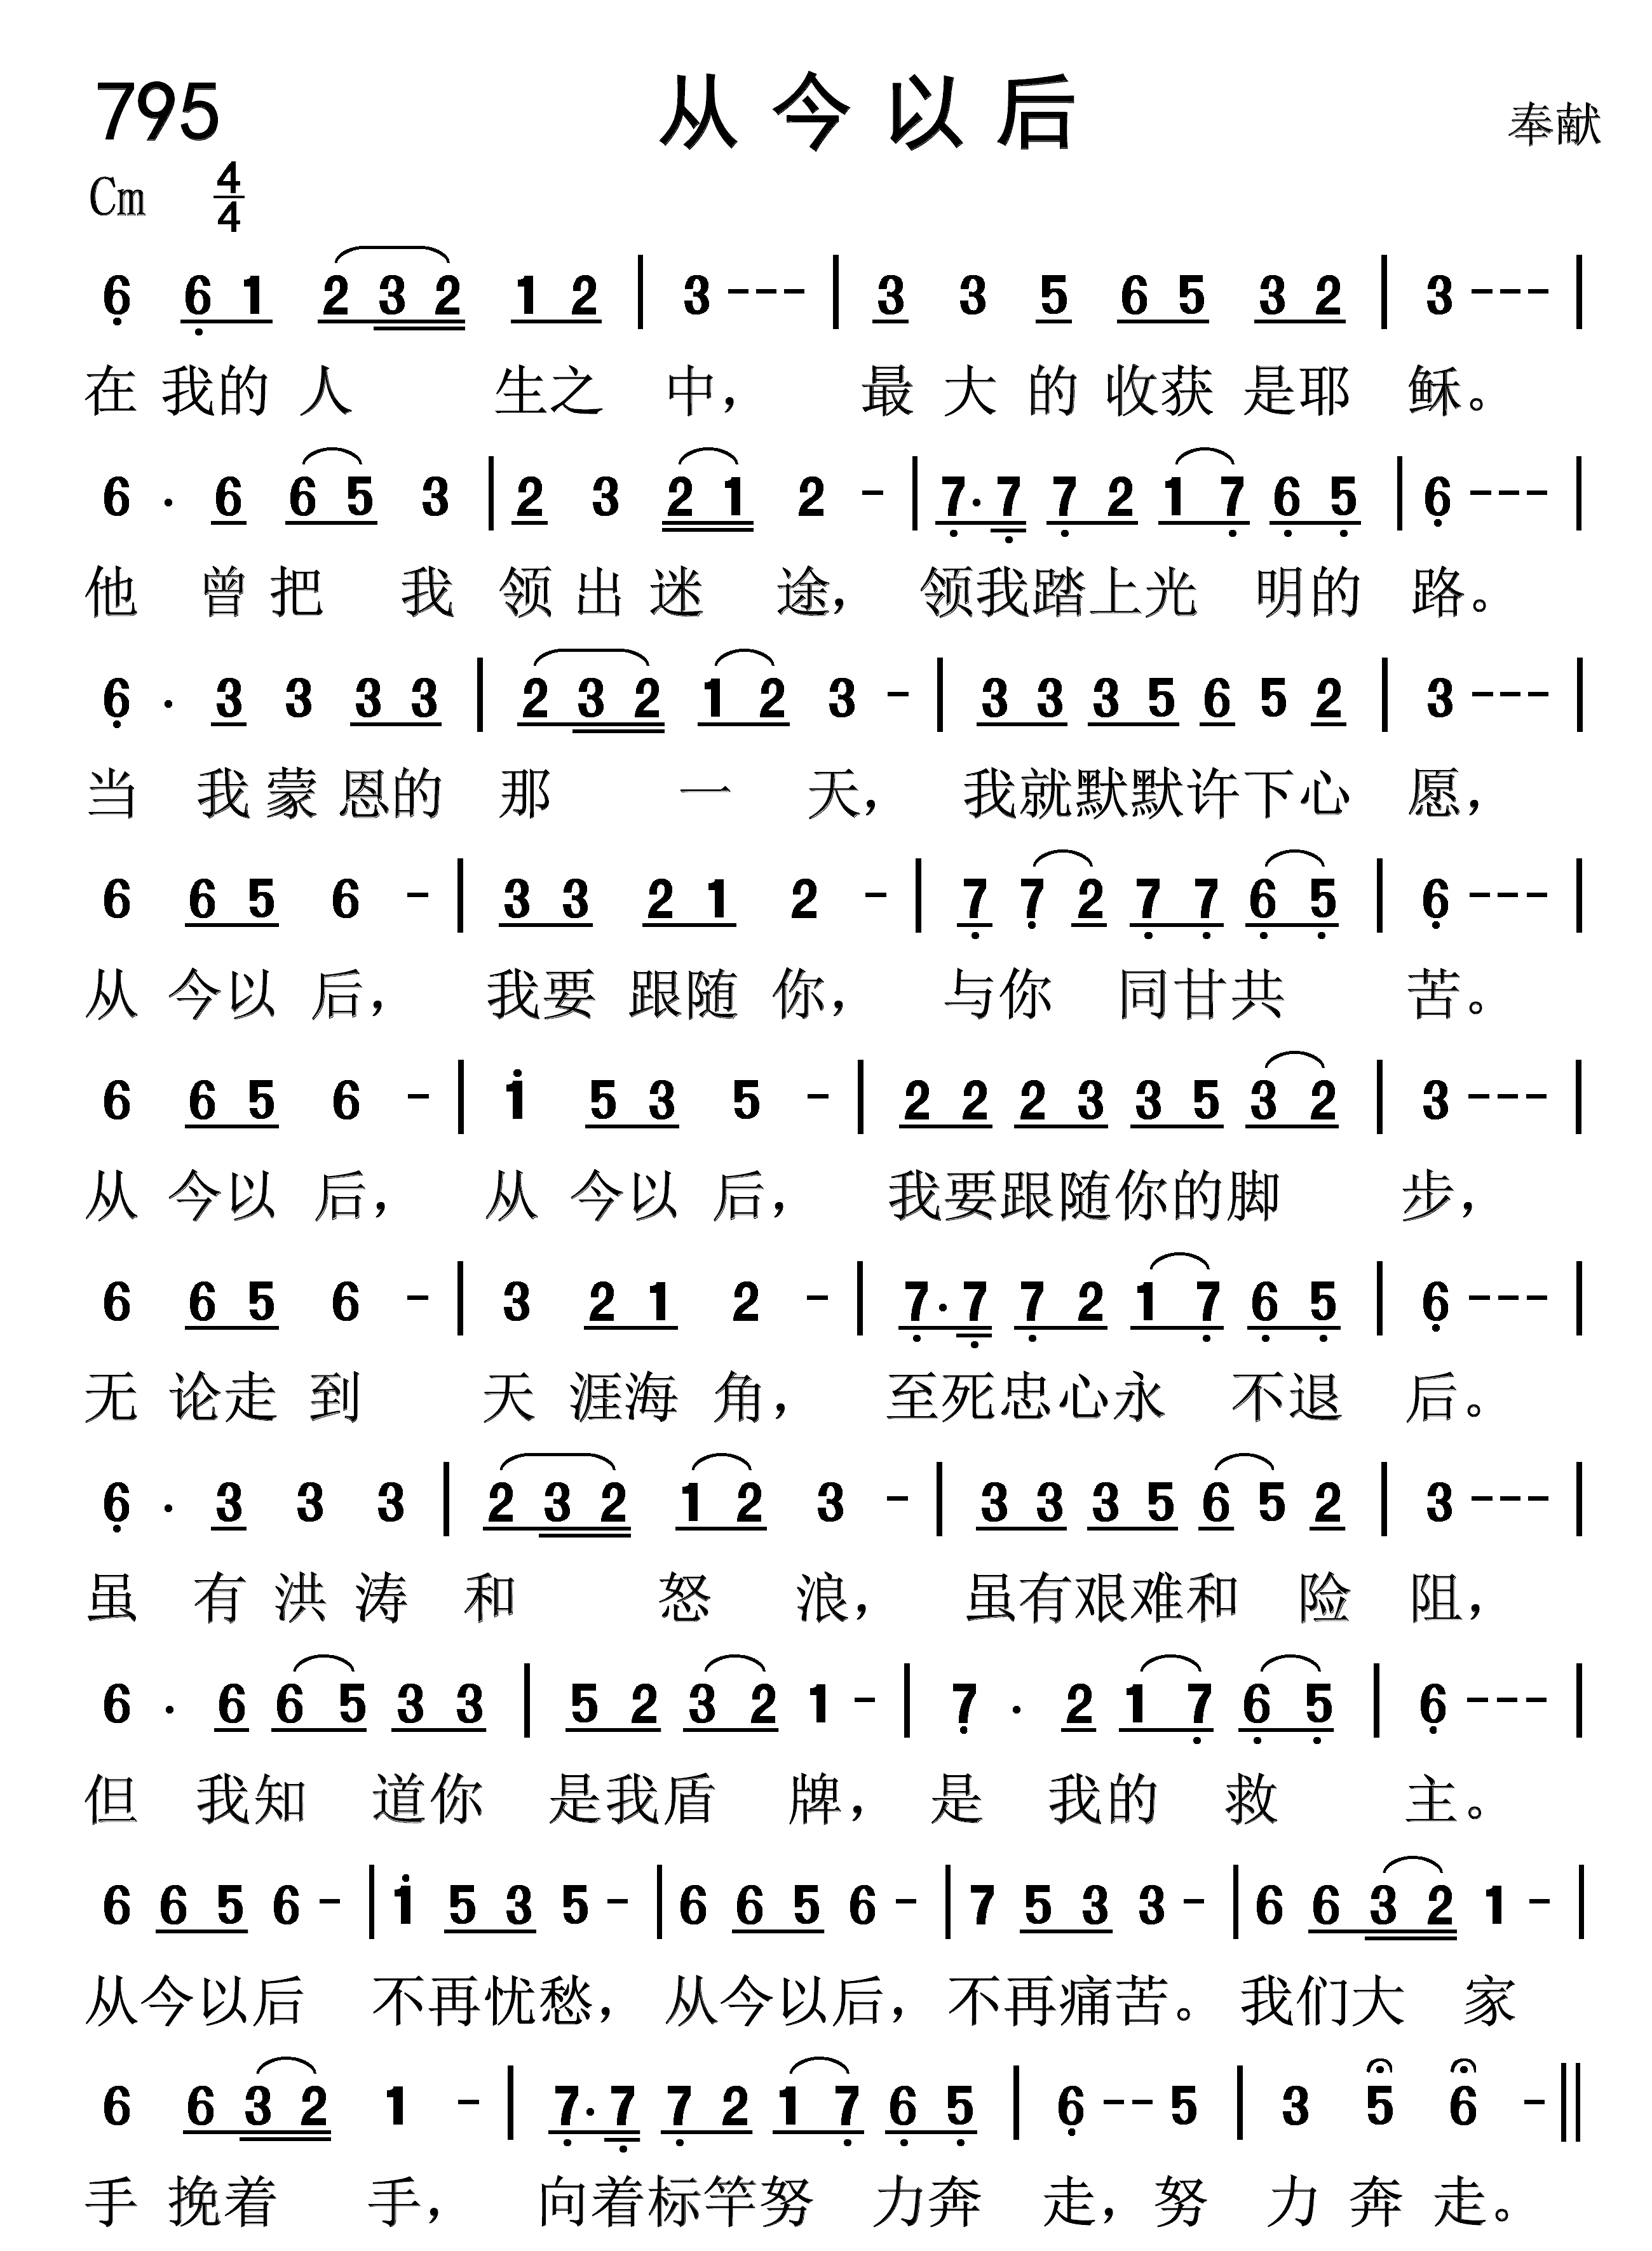 795 从今以后 奉献
Cm 4/4
6 6 1 2 3 2 1 2 | 3 - - - | 3 3 5 6 5 3 2 | 3 - - - |
在 我的 人 生之 中， 最 大 的 收获 是耶 稣。
6 · 6 6 5 3 | 2 3 2 1 2 - | 7· 7 7 2 1 7 6 5 | 6 - - - |
他 曾 把 我 领 出 迷 途， 领我踏上光 明的 路。
6 · 3 3 3 3 | 2 3 2 1 2 3 - | 3 3 3 5 6 5 2 | 3 - - - |
当 我 蒙 恩的 那 一 天， 我就默默许下心 愿，
6 6 5 6 - | 3 3 2 1 2 - | 7 7 2 7 7 6 5 | 6 - - - |
从 今以 后， 我要 跟随 你， 与你 同甘共 苦。
6 6 5 6 - | 1 5 3 5 - | 2 2 2 3 3 5 3 2 | 3 - - - |
从 今以 后， 从 今以 后， 我要跟随你的脚 步，
6 6 5 6 - | 3 2 1 2 - | 7· 7 7 2 1 7 6 5 | 6 - - - |
无 论走 到 天 涯海 角， 至死忠心永 不退 后。
6 · 3 3 3 | 2 3 2 1 2 3 - | 3 3 3 5 6 5 2 | 3 - - - |
虽 有 洪 涛 和 怒 浪， 虽有艰难和 险 阻，
6 · 6 6 5 3 3 | 5 2 3 2 1 - | 7 · 2 1 7 6 5 | 6 - - - |
但 我知 道你 是我盾 牌， 是 我的 救 主。
6 6 5 6 - | 1 5 3 5 - | 6 6 5 6 - | 7 5 3 3 - | 6 6 3 2 1 - |
从今以后 不再忧愁， 从今以后，不再痛苦。我们大 家
6 6 3 2 1 - | 7· 7 7 2 1 7 6 5 | 6 - - 5 | 3 5 6 - ‖
手 挽着 手， 向着标竿努 力奔 走，努 力 奔 走。